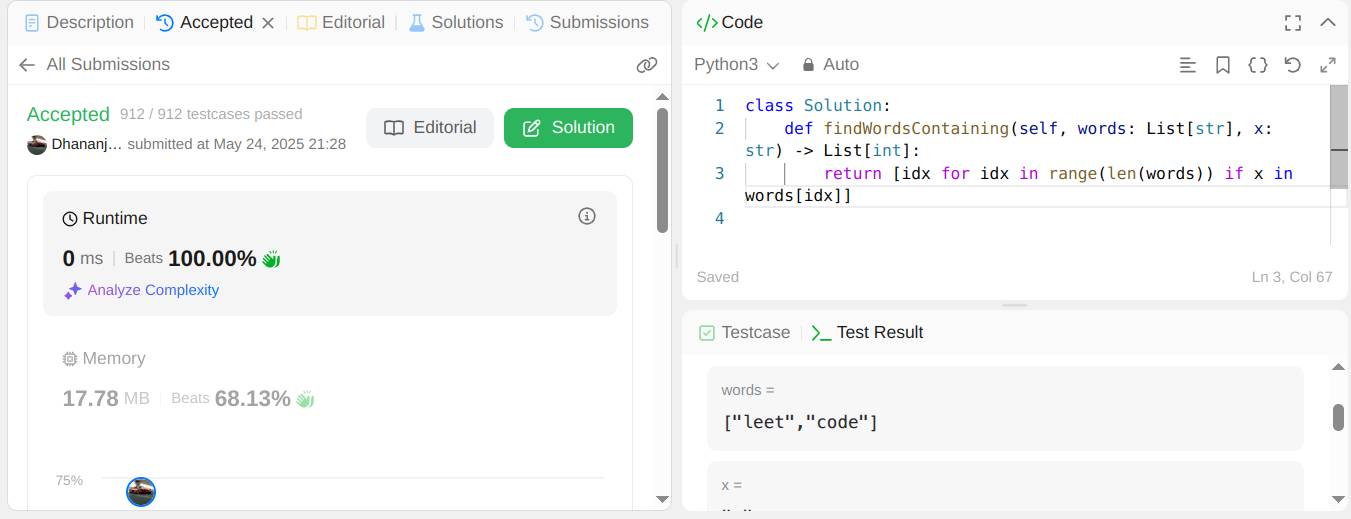 Description
Accepted
Editorial
Solutions
Submissions
All Submissions
Accepted 912 / 912 testcases passed
Dhananj... submitted at May 24, 2025 21:28
Editorial
Solution
Runtime
0 ms | Beats 100.00%
Analyze Complexity
Memory
17.78 MB | Beats 68.13%
75%
</> Code
Python3
Auto
1 class Solution:
2 def findWordsContaining(self, words: List[str], x:
str) -> List[int]:
3 return [idx for idx in range(len(words)) if x in
words[idx]]
4
Saved
Ln 3, Col 67
Testcase
>_ Test Result
words =
["leet","code"]
x =